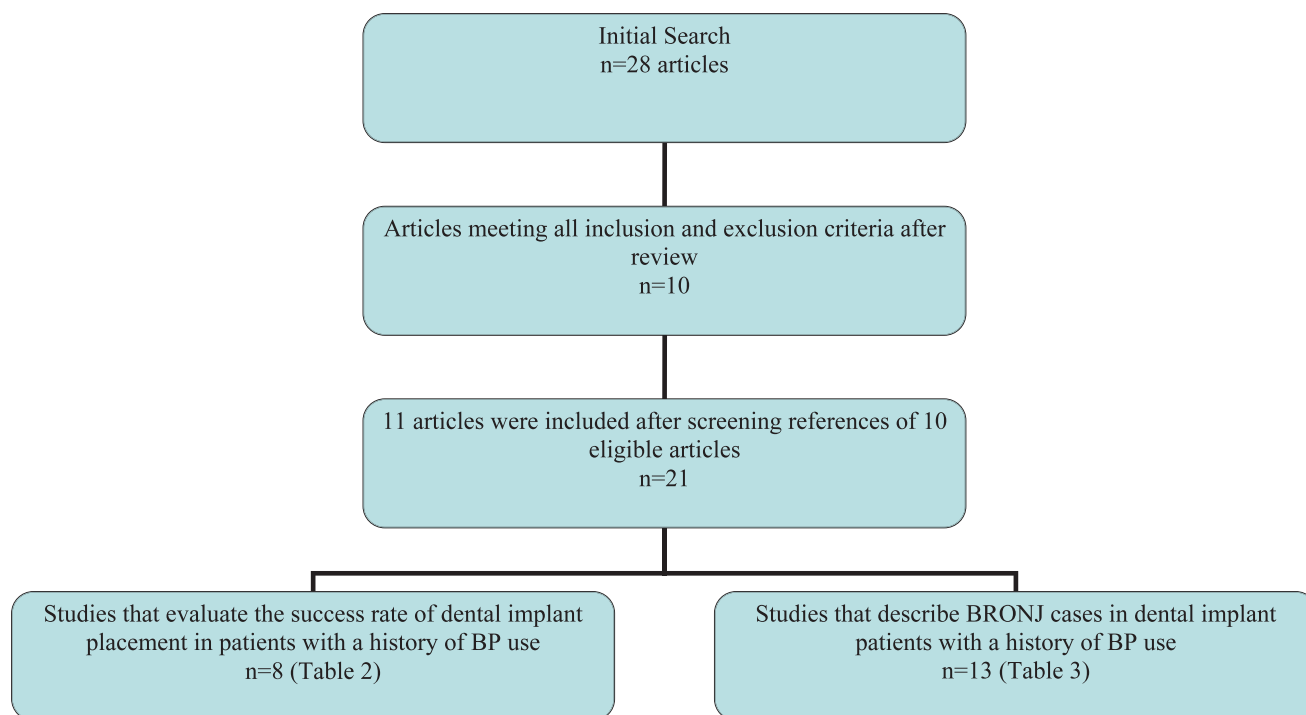 Initial Search
n=28 articles
Articles meeting all inclusion and exclusion criteria after
review
n=10
11 articles were included after screening references of 10
eligible articles
n=21
Studies that evaluate the success rate of dental implant
placement in patients with a history of BP use
n=8 (Table 2)
Studies that describe BRONJ cases in dental implant
patients with a history of BP use
n=13 (Table 3)